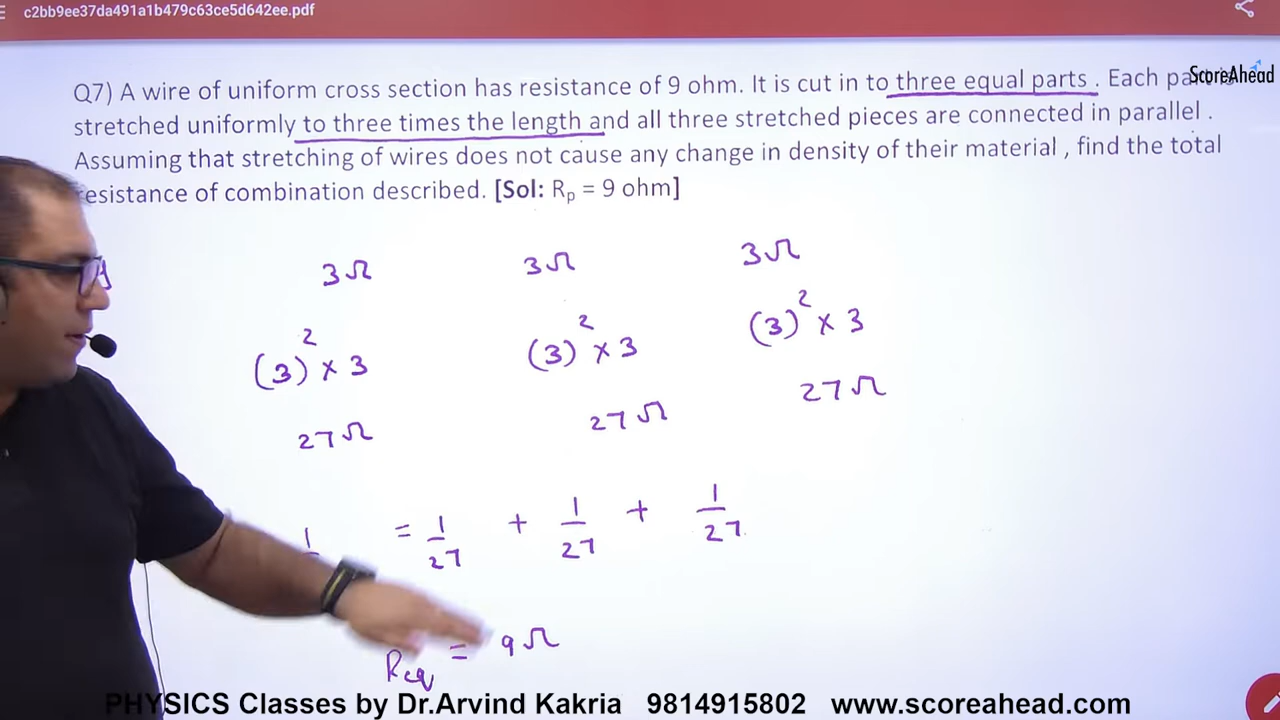 c2bb9ee37da491a1b479c63ce5d642ee.pdf
ScoreAhead
Q7) A wire of uniform cross section has resistance of 9 ohm. It is cut in to three equal parts . Each
stretched uniformly to three times the length and all three stretched pieces are connected in parallel .
Assuming that stretching of wires does not cause any change in density of their material , find the total
resistance of combination described. [Sol: Rp = 9 ohm]
3Ω 3Ω 3Ω
(3)² × 3 (3)² × 3 (3)² × 3
27Ω 27Ω 27Ω
1 = 1/27 + 1/27 + 1/27
Req = 9Ω
PHYSICS Classes by Dr.Arvind Kakria 9814915802 www.scoreahead.com